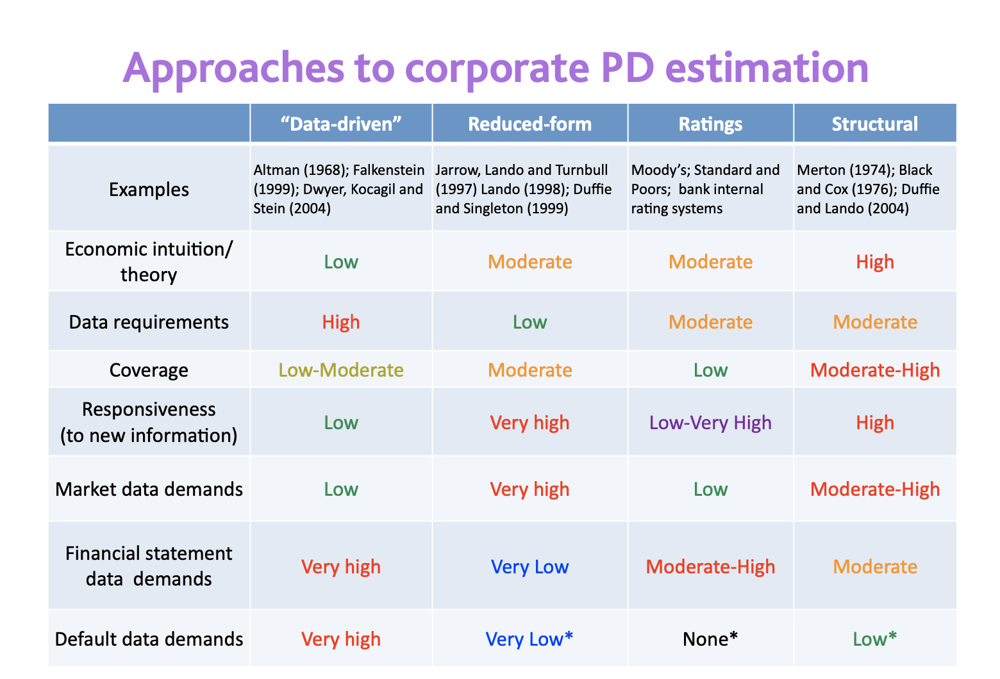 Approaches to corporate PD estimation
“Data-driven” Reduced-form Ratings Structural
Examples
Altman (1968); Falkenstein
(1999); Dwyer, Kocagil and
Stein (2004)
Jarrow, Lando and Turnbull
(1997) Lando (1998); Duffie
and Singleton (1999)
Moody’s; Standard and
Poors;  bank internal
rating systems
Merton (1974); Black
and Cox (1976); Duffie
and Lando (2004)
Economic intuition/
theory
Low Moderate Moderate High
Data requirements High Low Moderate Moderate
Coverage Low-Moderate Moderate Low Moderate-High
Responsiveness
(to new information)
Low Very high Low-Very High High
Market data demands Low Very high Low Moderate-High
Financial statement
data  demands
Very high Very Low Moderate-High Moderate
Default data demands Very high Very Low* None* Low*